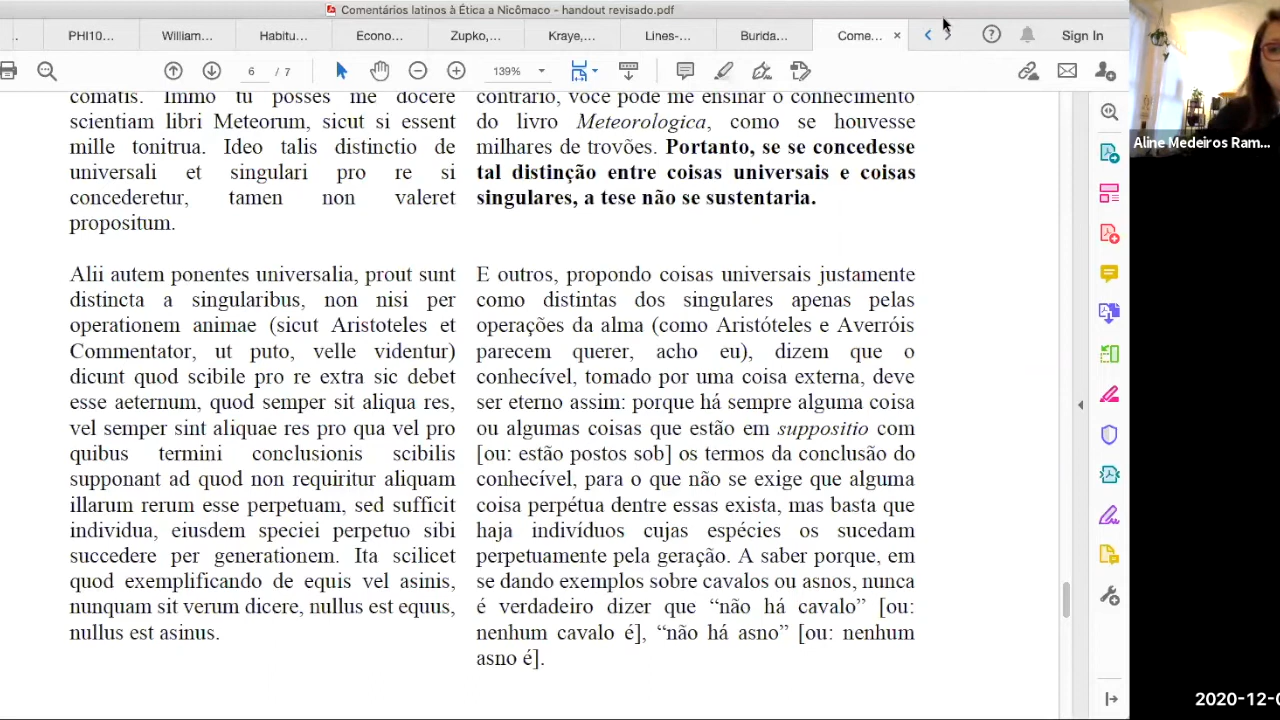 Comentários latinos à Ética a Nicômaco - handout revisado.pdf
PHI10... William... Habitu... Econo... Zupko,... Kraye,... Lines-... Burida... Come... × Sign In
6 / 7 139%
Aline Medeiros Ram...
comatis. Immo tu posses me docere
scientiam libri Meteorum, sicut si essent
mille tonitrua. Ideo talis distinctio de
universali et singulari pro re si
concederetur, tamen non valeret
propositum.
Alii autem ponentes universalia, prout sunt
distincta a singularibus, non nisi per
operationem animae (sicut Aristoteles et
Commentator, ut puto, velle videntur)
dicunt quod scibile pro re extra sic debet
esse aeternum, quod semper sit aliqua res,
vel semper sint aliquae res pro qua vel pro
quibus termini conclusionis scibilis
supponant ad quod non requiritur aliquam
illarum rerum esse perpetuam, sed sufficit
individua, eiusdem speciei perpetuo sibi
succedere per generationem. Ita scilicet
quod exemplificando de equis vel asinis,
nunquam sit verum dicere, nullus est equus,
nullus est asinus.
contrário, você pode me ensinar o conhecimento
do livro Meteorologica, como se houvesse
milhares de trovões. Portanto, se se concedesse
tal distinção entre coisas universais e coisas
singulares, a tese não se sustentaria.
E outros, propondo coisas universais justamente
como distintas dos singulares apenas pelas
operações da alma (como Aristóteles e Averróis
parecem querer, acho eu), dizem que o
conhecível, tomado por uma coisa externa, deve
ser eterno assim: porque há sempre alguma coisa
ou algumas coisas que estão em suppositio com
[ou: estão postos sob] os termos da conclusão do
conhecível, para o que não se exige que alguma
coisa perpétua dentre essas exista, mas basta que
haja indivíduos cujas espécies os sucedam
perpetuamente pela geração. A saber porque, em
se dando exemplos sobre cavalos ou asnos, nunca
é verdadeiro dizer que “não há cavalo” [ou:
nenhum cavalo é], “não há asno” [ou: nenhum
asno é].